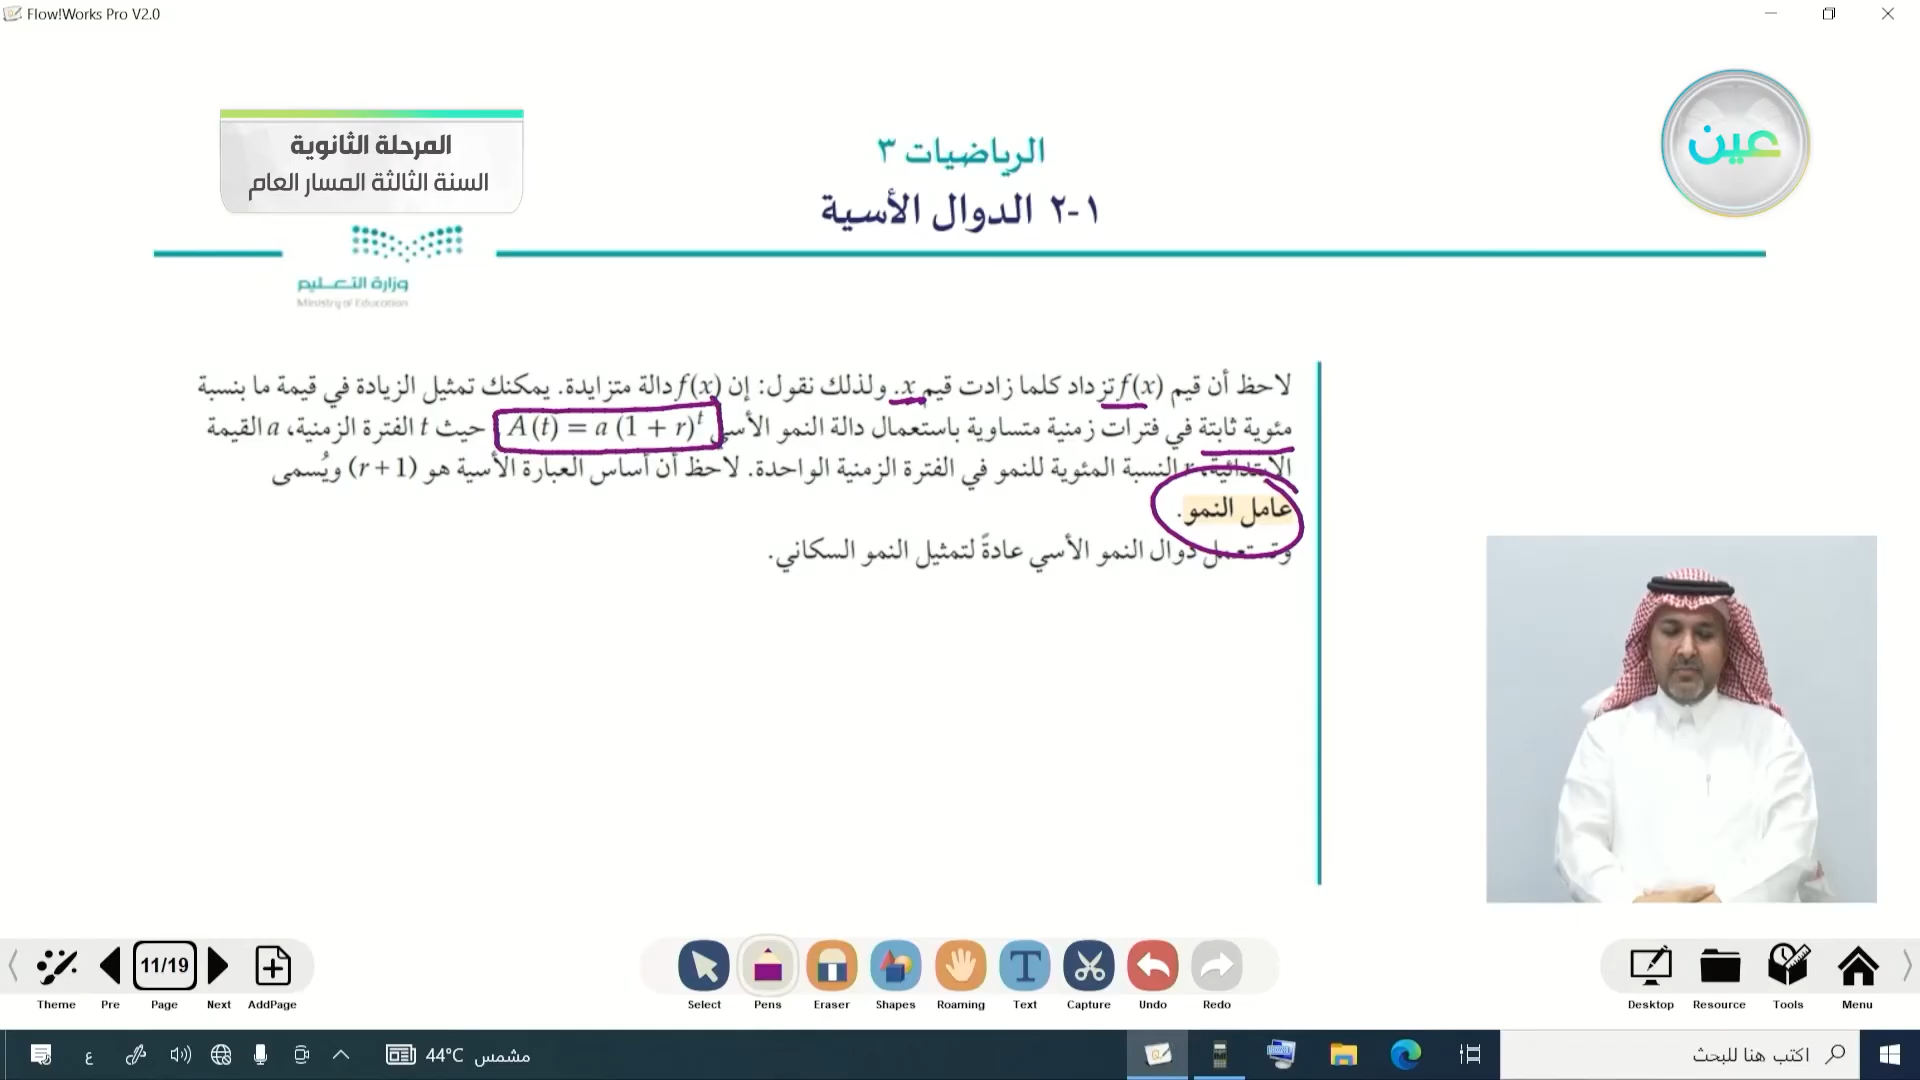 Flow!Works Pro V2.0
عين
الرياضيات ٣
٢-١ الدوال الأسية
المرحلة الثانوية
السنة الثالثة المسار العام
وزارة التعليم
Ministry of Education
لاحظ أن قيم f(x) تزداد كلما زادت قيم x. ولذلك نقول: إن f(x) دالة متزايدة. يمكنك تمثيل الزيادة في قيمة ما بنسبة
مئوية ثابتة في فترات زمنية متساوية باستعمال دالة النمو الأسي A(t) = a (1 + r)^t حيث t الفترة الزمنية، a القيمة
الابتدائية، r النسبة المئوية للنمو في الفترة الزمنية الواحدة. لاحظ أن أساس العبارة الأسية هو (r + 1) ويُسمى
عامل النمو.
وتستعمل دوال النمو الأسي عادةً لتمثيل النمو السكاني.
11/19
Theme Pre Page Next AddPage
Select Pens Eraser Shapes Roaming Text Capture Undo Redo
Desktop Resource Tools Menu
ع
44°C مشمس
اكتب هنا للبحث